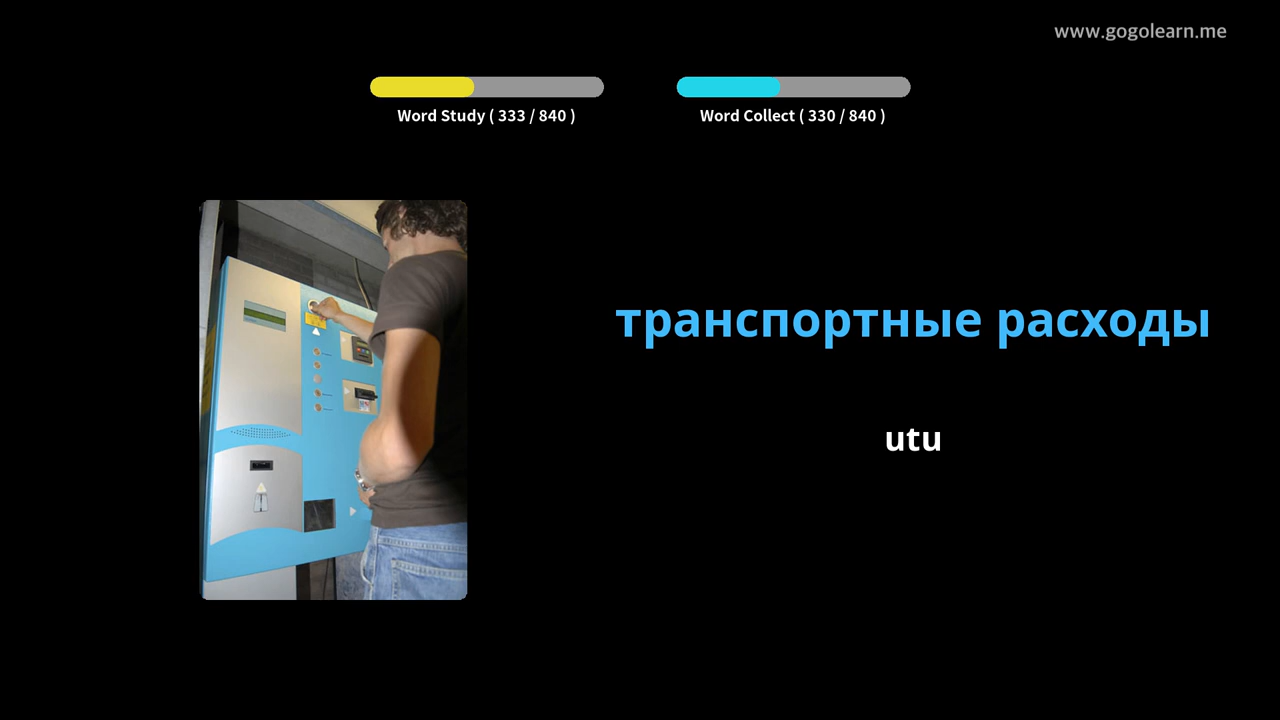 www.gogolearn.me
Word Study ( 333 / 840 )
Word Collect ( 330 / 840 )
транспортные расходы
utu